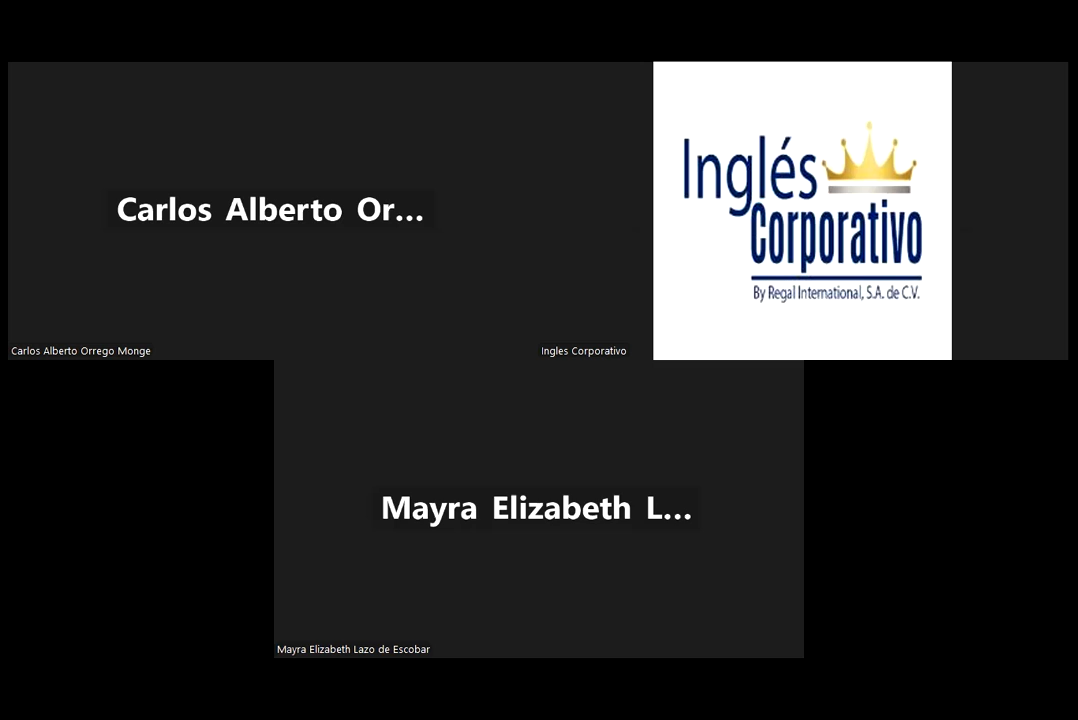 Carlos Alberto Or...
Inglés
Corporativo
By Regal International, S.A. de C.V.
Carlos Alberto Orrego Monge
Ingles Corporativo
Mayra Elizabeth L...
Mayra Elizabeth Lazo de Escobar